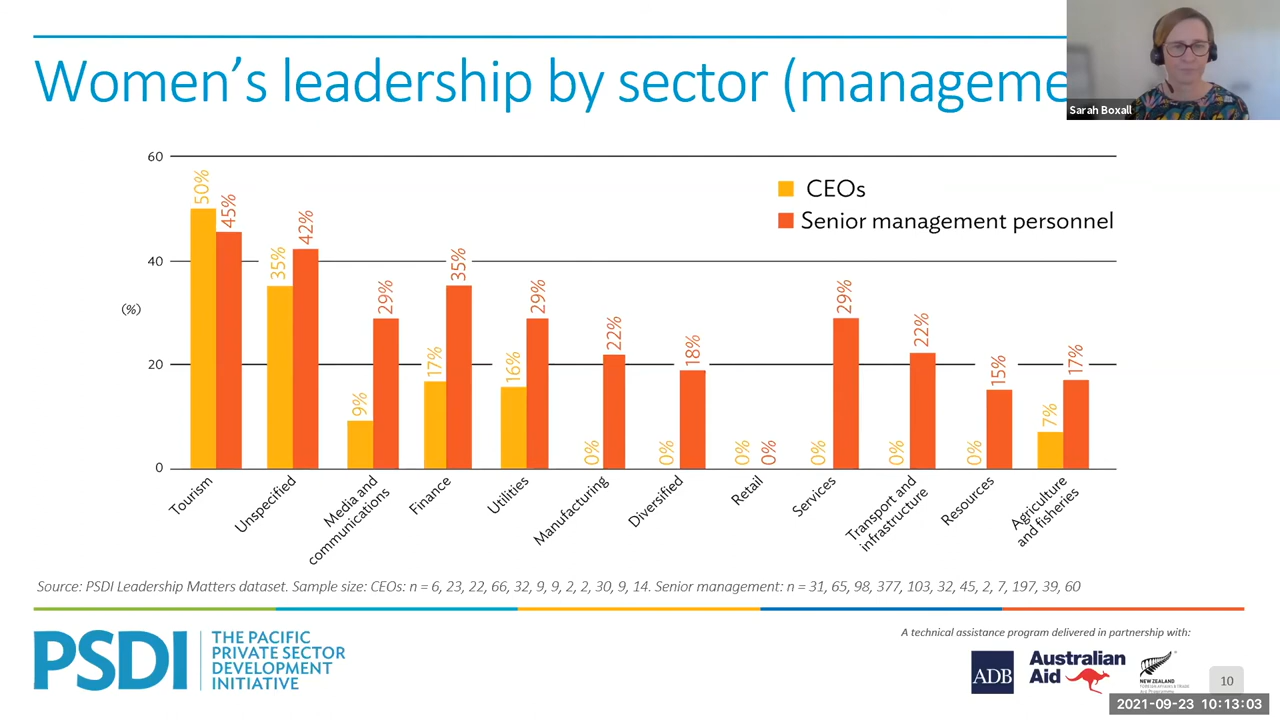 Women's leadership by sector (manageme
Sarah Boxall
60
40
(%)
20
0
CEOs
Senior management personnel
50%
45%
35%
42%
9%
29%
17%
35%
16%
29%
0%
22%
0%
18%
0%
0%
0%
29%
0%
22%
0%
15%
7%
17%
Tourism
Unspecified
Media and
communications
Finance
Utilities
Manufacturing
Diversified
Retail
Services
Transport and
infrastructure
Resources
Agriculture
and fisheries
Source: PSDI Leadership Matters dataset. Sample size: CEOs: n = 6, 23, 22, 66, 32, 9, 9, 2, 2, 30, 9, 14. Senior management: n = 31, 65, 98, 377, 103, 32, 45, 2, 7, 197, 39, 60
PSDI
THE PACIFIC
PRIVATE SECTOR
DEVELOPMENT
INITIATIVE
A technical assistance program delivered in partnership with:
ADB
Australian
Aid
NEW ZEALAND
FOREIGN AFFAIRS & TRADE
Aid Programme
10
2021-09-23 10:13:03